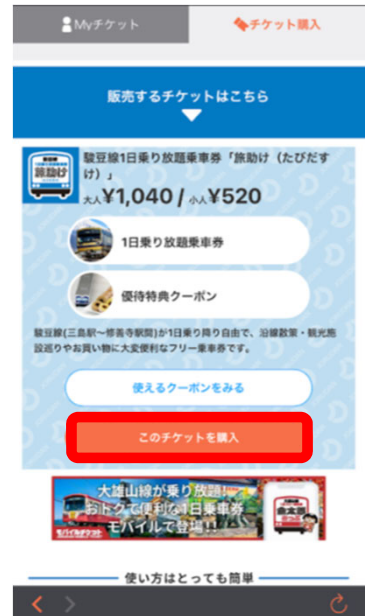 Myチケット
チケット購入
販売するチケットはこちら
旅助け
駿豆線1日乗り放題乗車券「旅助け（たびだす
け）」
大人¥1,040 / 小人¥520
1日乗り放題乗車券
優待特典クーポン
駿豆線(三島駅〜修善寺駅間)が1日乗り降り自由で、沿線散策・観光施
設巡りやお買い物に大変便利なフリー乗車券です。
使えるクーポンをみる
このチケットを購入
大雄山線が乗り放題!
おトクで便利な1日乗車券
モバイルで登場!!
使い方はとっても簡単